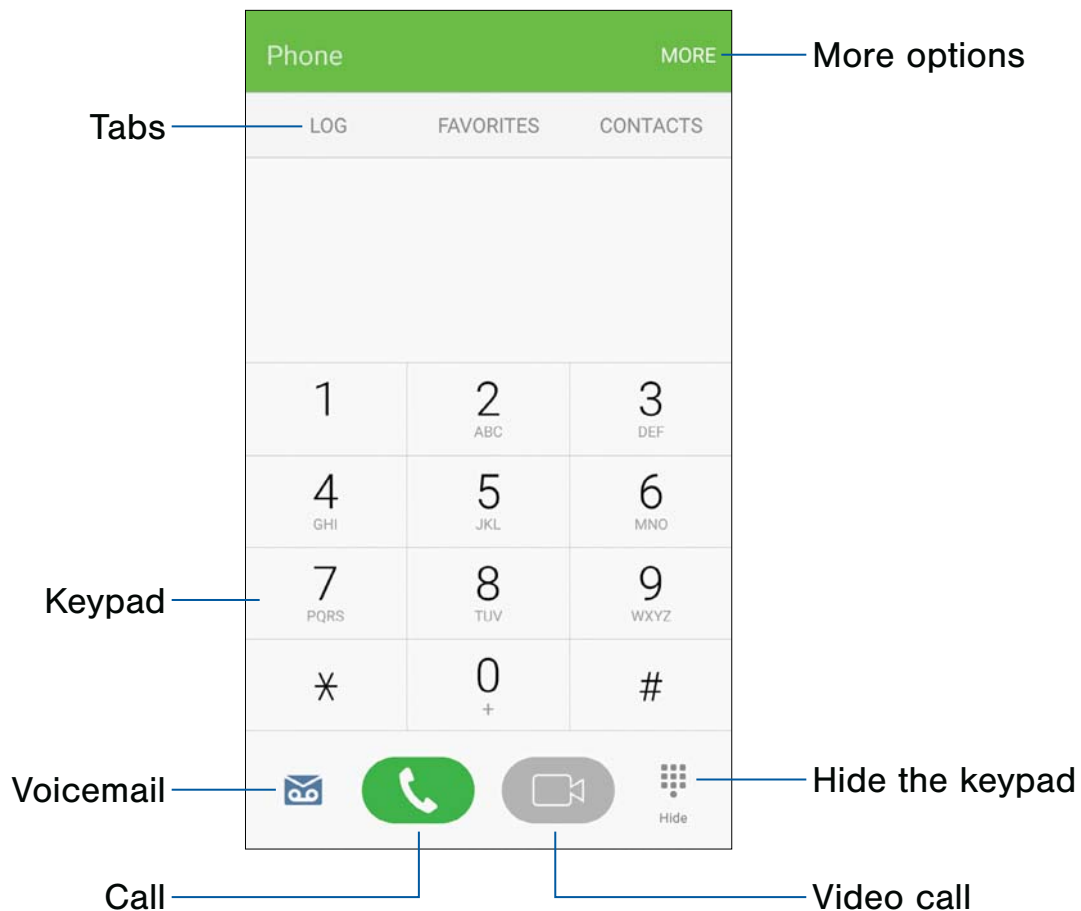 Phone MORE More options
Tabs LOG FAVORITES CONTACTS
1 2 3
ABC DEF
4 5 6
GHI JKL MNO
Keypad 7 8 9
PQRS TUV WXYZ
* 0 #
+
Voicemail Hide the keypad
Hide
Call Video call